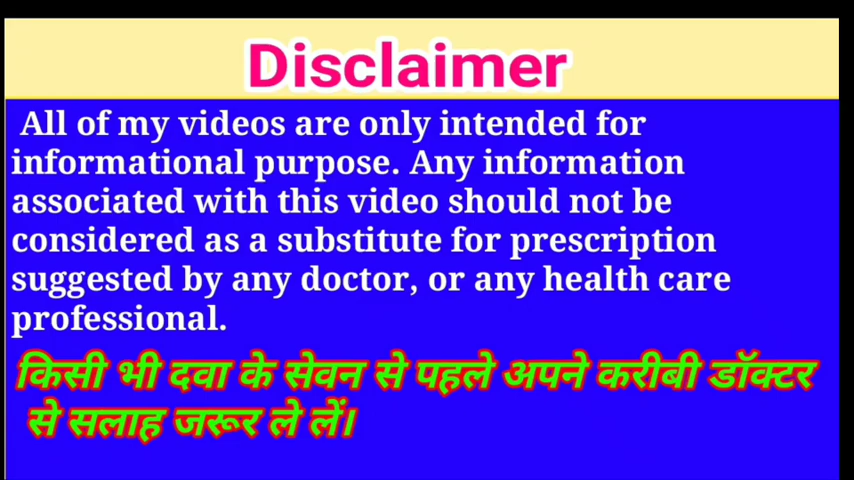 Disclaimer
All of my videos are only intended for
informational purpose. Any information
associated with this video should not be
considered as a substitute for prescription
suggested by any doctor, or any health care
professional.
किसी भी दवा के सेवन से पहले अपने करीबी डॉक्टर
से सलाह जरूर ले लें।